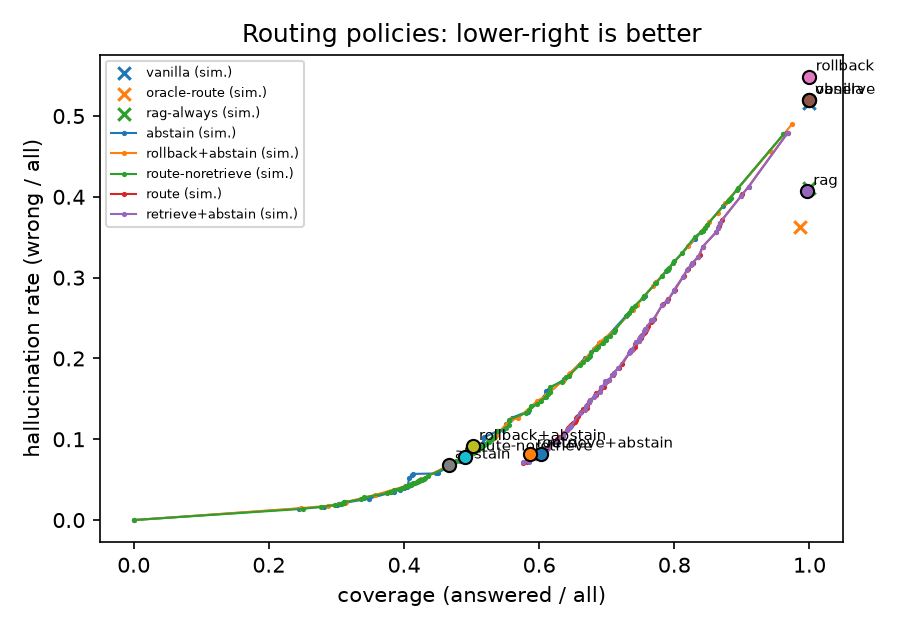 Routing policies: lower-right is better
vanilla (sim.)
oracle-route (sim.)
rag-always (sim.)
abstain (sim.)
rollback+abstain (sim.)
route-noretrieve (sim.)
route (sim.)
retrieve+abstain (sim.)
rollback
rag
rollback+abstain
route-noretrieve
retrieve+abstain
abstain
hallucination rate (wrong / all)
0.5
0.4
0.3
0.2
0.1
0.0
0.0
0.2
0.4
0.6
0.8
1.0
coverage (answered / all)